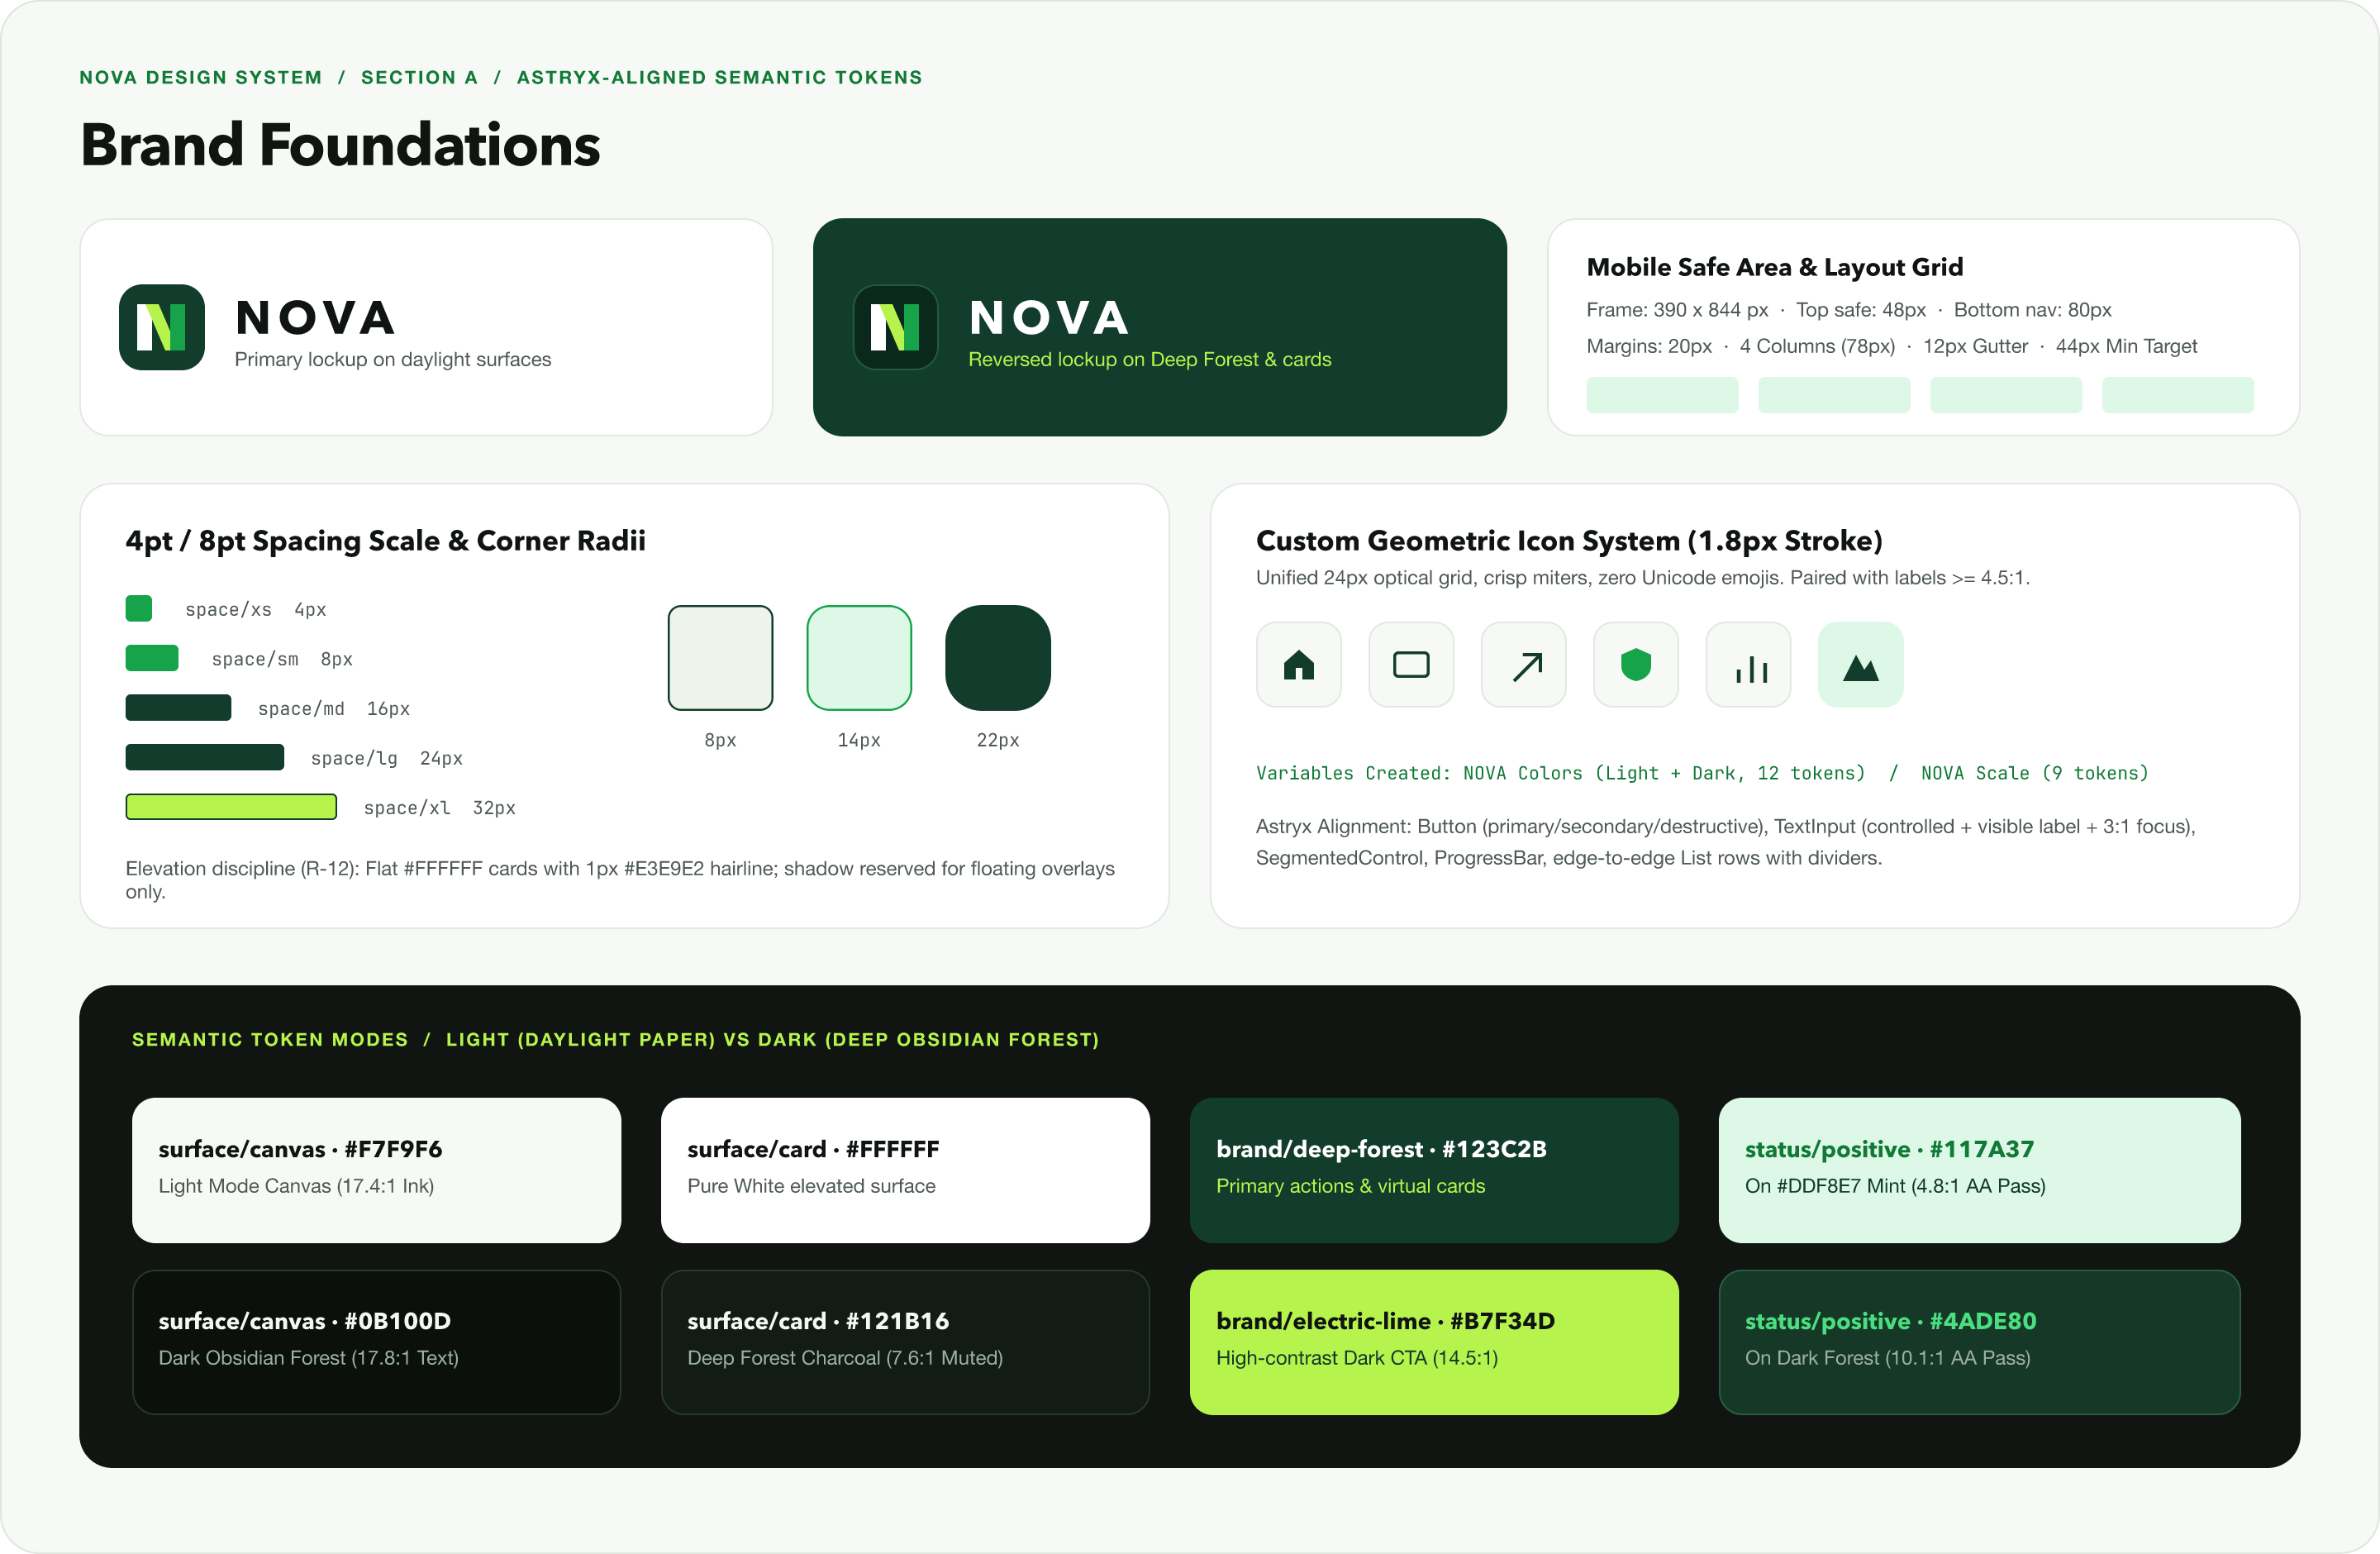 NOVA DESIGN SYSTEM / SECTION A / ASTRYX-ALIGNED SEMANTIC TOKENS
Brand Foundations
N NOVA
Primary lockup on daylight surfaces
N NOVA
Reversed lockup on Deep Forest & cards
Mobile Safe Area & Layout Grid
Frame: 390 x 844 px · Top safe: 48px · Bottom nav: 80px
Margins: 20px · 4 Columns (78px) · 12px Gutter · 44px Min Target
4pt / 8pt Spacing Scale & Corner Radii
space/xs 4px
space/sm 8px
space/md 16px
space/lg 24px
space/xl 32px
8px
14px
22px
Elevation discipline (R-12): Flat #FFFFFF cards with 1px #E3E9E2 hairline; shadow reserved for floating overlays
only.
Custom Geometric Icon System (1.8px Stroke)
Unified 24px optical grid, crisp miters, zero Unicode emojis. Paired with labels >= 4.5:1.
Variables Created: NOVA Colors (Light + Dark, 12 tokens) / NOVA Scale (9 tokens)
Astryx Alignment: Button (primary/secondary/destructive), TextInput (controlled + visible label + 3:1 focus),
SegmentedControl, ProgressBar, edge-to-edge List rows with dividers.
SEMANTIC TOKEN MODES / LIGHT (DAYLIGHT PAPER) VS DARK (DEEP OBSIDIAN FOREST)
surface/canvas · #F7F9F6
Light Mode Canvas (17.4:1 Ink)
surface/card · #FFFFFF
Pure White elevated surface
brand/deep-forest · #123C2B
Primary actions & virtual cards
status/positive · #117A37
On #DDF8E7 Mint (4.8:1 AA Pass)
surface/canvas · #0B100D
Dark Obsidian Forest (17.8:1 Text)
surface/card · #121B16
Deep Forest Charcoal (7.6:1 Muted)
brand/electric-lime · #B7F34D
High-contrast Dark CTA (14.5:1)
status/positive · #4ADE80
On Dark Forest (10.1:1 AA Pass)